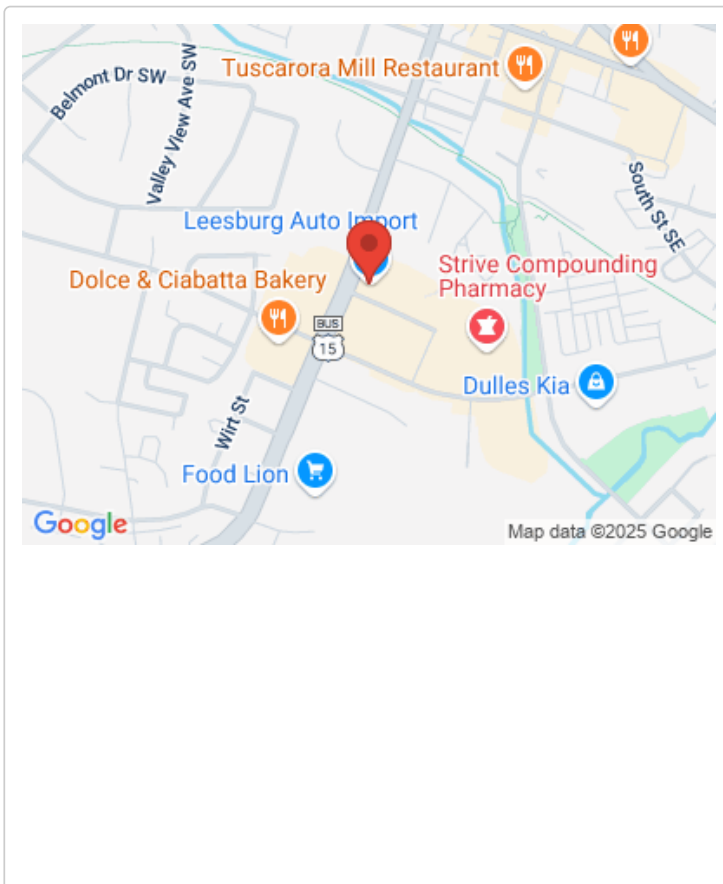 Tuscarora Mill Restaurant
Belmont Dr SW
Valley View Ave SW
South St SE
Leesburg Auto Import
Strive Compounding
Pharmacy
Dolce & Ciabatta Bakery
BUS
15
Dulles Kia
Wirt St
Food Lion
Google
Map data ©2025 Google